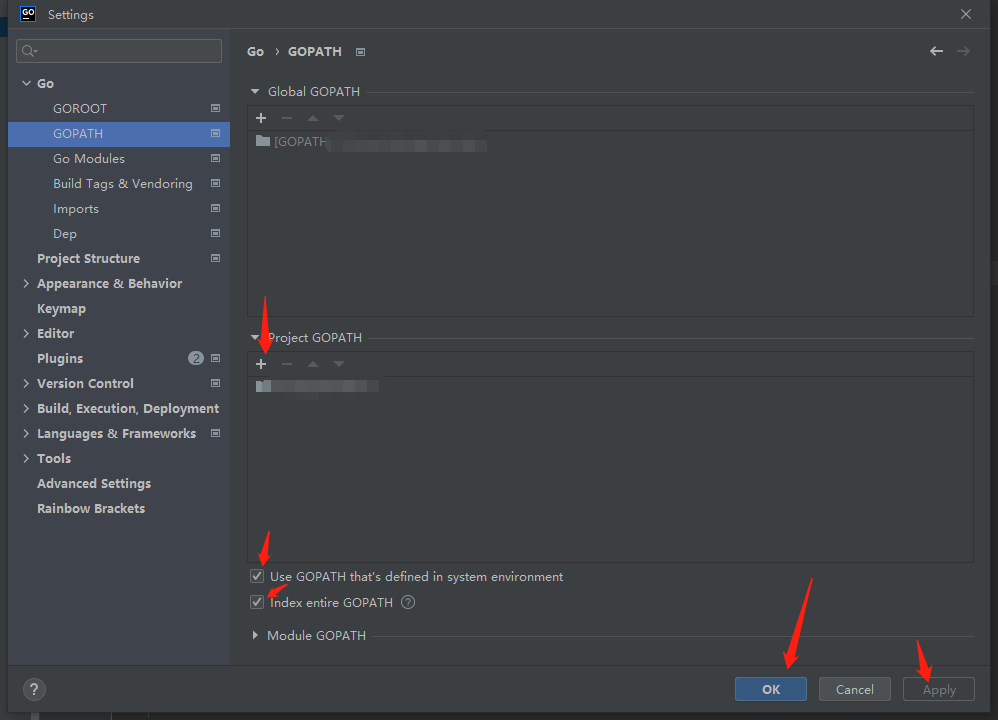 GO
Settings
Go
GOROOT
GOPATH
Go Modules
Build Tags & Vendoring
Imports
Dep
Project Structure
Appearance & Behavior
Keymap
Editor
Plugins 2
Version Control
Build, Execution, Deployment
Languages & Frameworks
Tools
Advanced Settings
Rainbow Brackets
?
Go › GOPATH
Global GOPATH
[GOPATH
Project GOPATH
Use GOPATH that's defined in system environment
Index entire GOPATH ?
Module GOPATH
OK Cancel Apply